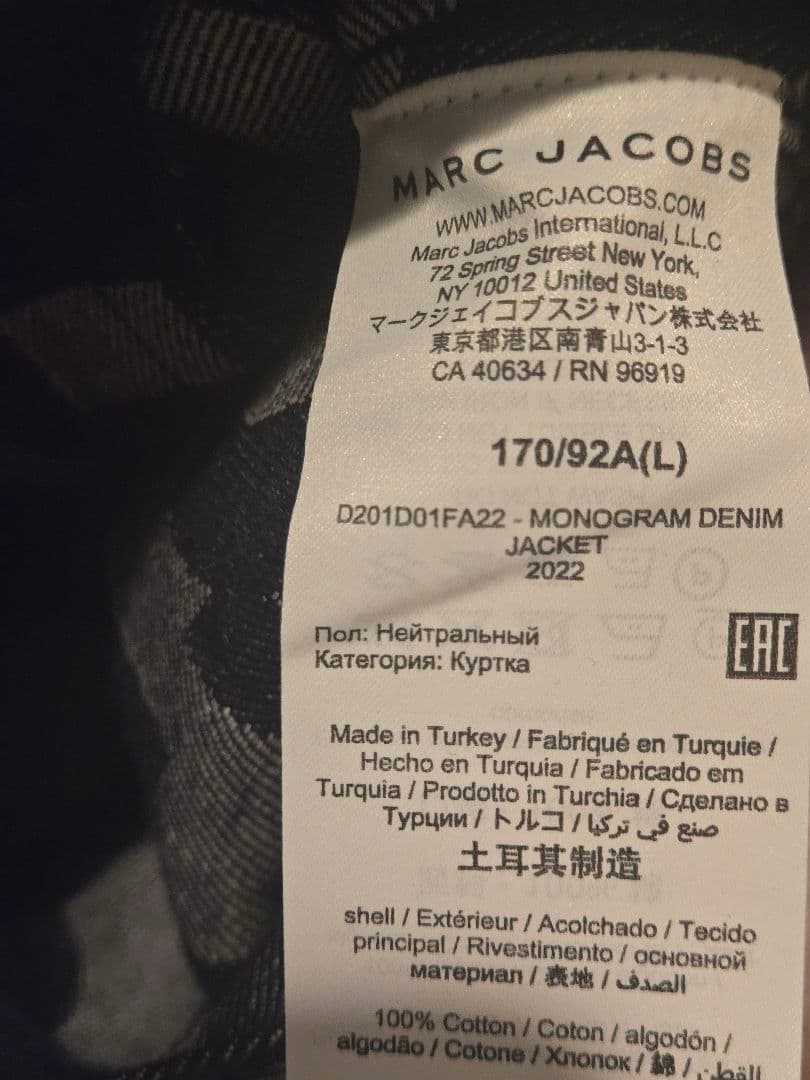 MARC JACOBS
WWW.MARCJACOBS.COM
Marc Jacobs International, L.L.C
72 Spring Street New York,
NY 10012 United States
マークジェイコブスジャパン株式会社
東京都港区南青山3-1-3
CA 40634 / RN 96919
170/92A(L)
D201D01FA22 - MONOGRAM DENIM
JACKET
2022
Пол: Нейтральный
Категория: Куртка
EAC
Made in Turkey / Fabriqué en Turquie /
Hecho en Turquia / Fabricado em
Turquia / Prodotto in Turchia / Сделано в
Турции / トルコ / صنع في تركيا
土耳其制造
shell / Extérieur / Acolchado / Tecido
principal / Rivestimento / основной
материал / 表地 / الصدف
100% Cotton / Coton / algodón /
algodão / Cotone / Хлопок / 綿 / القطن